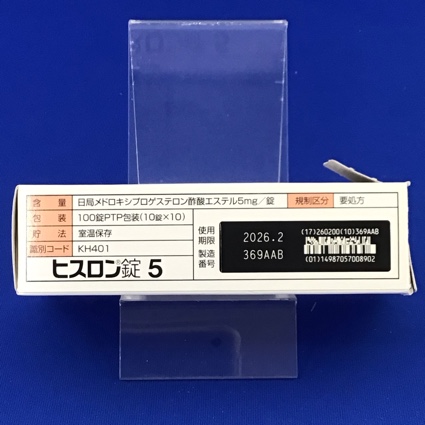 含 量 日局メドロキシプロゲステロン酢酸エステル5mg／錠 規制区分 要処方
包 装 100錠PTP包装(10錠×10)
貯 法 室温保存
識別コード KH401
ヒスロン®錠 5
使用期限 2026.2
製造番号 369AAB
(17)260200(10)369AAB
(01)14987057008902